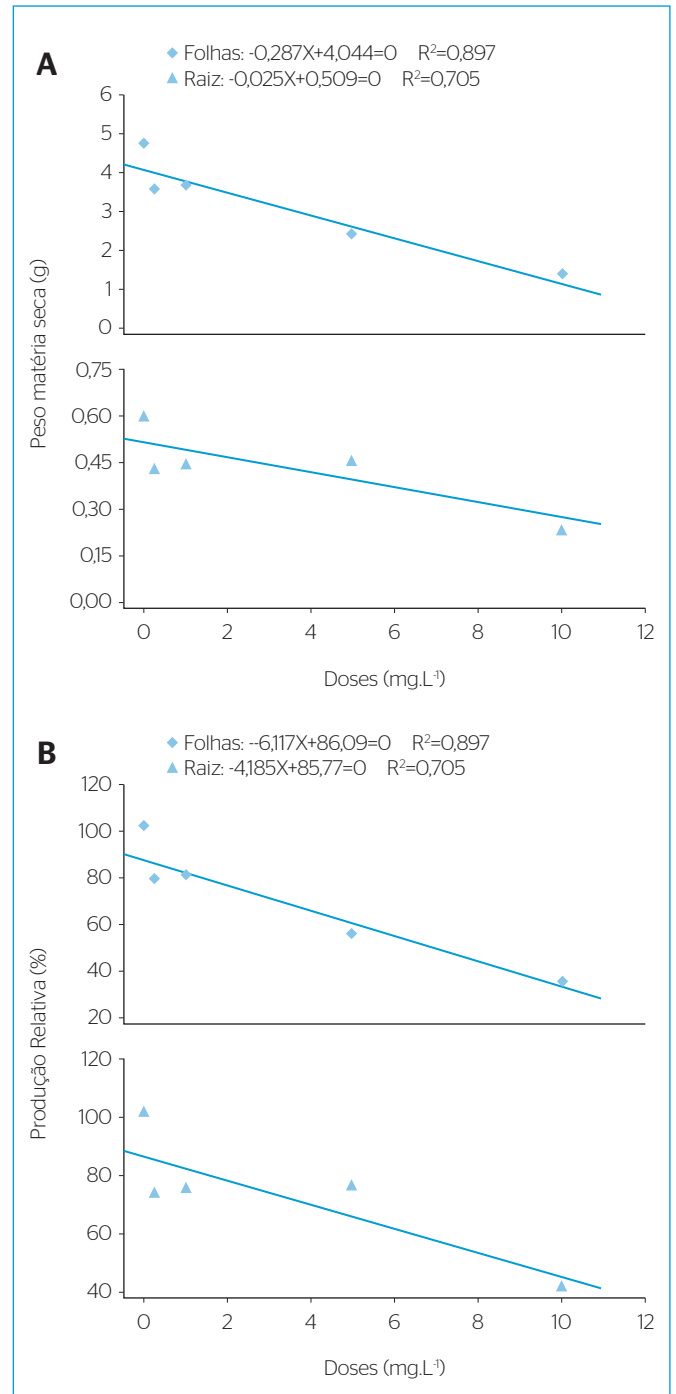 A
Folhas: -0,287X+4,044=0 R²=0,897
Raiz: -0,025X+0,509=0 R²=0,705
6
5
4
3
2
1
0
0,75
0,60
0,45
0,30
0,15
0,00
Peso matéria seca (g)
0 2 4 6 8 10 12
Doses (mg.L⁻¹)
B
Folhas: --6,117X+86,09=0 R²=0,897
Raiz: -4,185X+85,77=0 R²=0,705
120
100
80
60
40
20
120
100
80
60
40
Produção Relativa (%)
0 2 4 6 8 10 12
Doses (mg.L⁻¹)